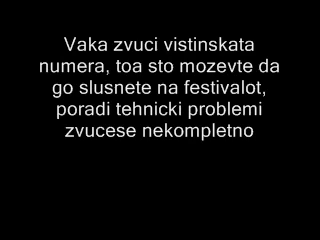 Vaka zvuci vistinskata
numera, toa sto mozevte da
go slusnete na festivalot,
poradi tehnicki problemi
zvucese nekompletno